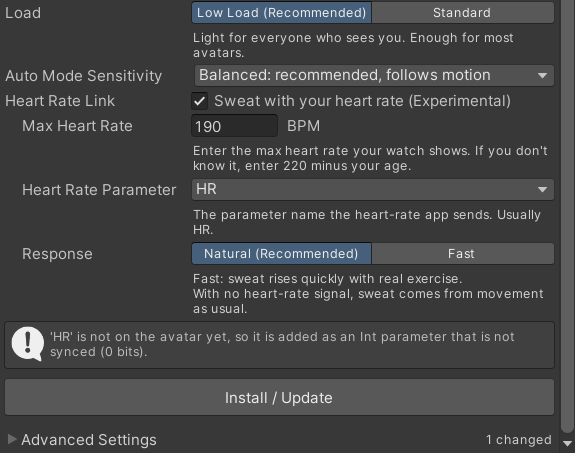 Load
Low Load (Recommended)
Standard
Light for everyone who sees you. Enough for most
avatars.
Auto Mode Sensitivity
Balanced: recommended, follows motion
Heart Rate Link
Sweat with your heart rate (Experimental)
Max Heart Rate
190
BPM
Enter the max heart rate your watch shows. If you don't
know it, enter 220 minus your age.
Heart Rate Parameter
HR
The parameter name the heart-rate app sends. Usually
HR.
Response
Natural (Recommended)
Fast
Fast: sweat rises quickly with real exercise.
With no heart-rate signal, sweat comes from movement
as usual.
'HR' is not on the avatar yet, so it is added as an Int parameter that is not
synced (0 bits).
Install / Update
Advanced Settings
1 changed